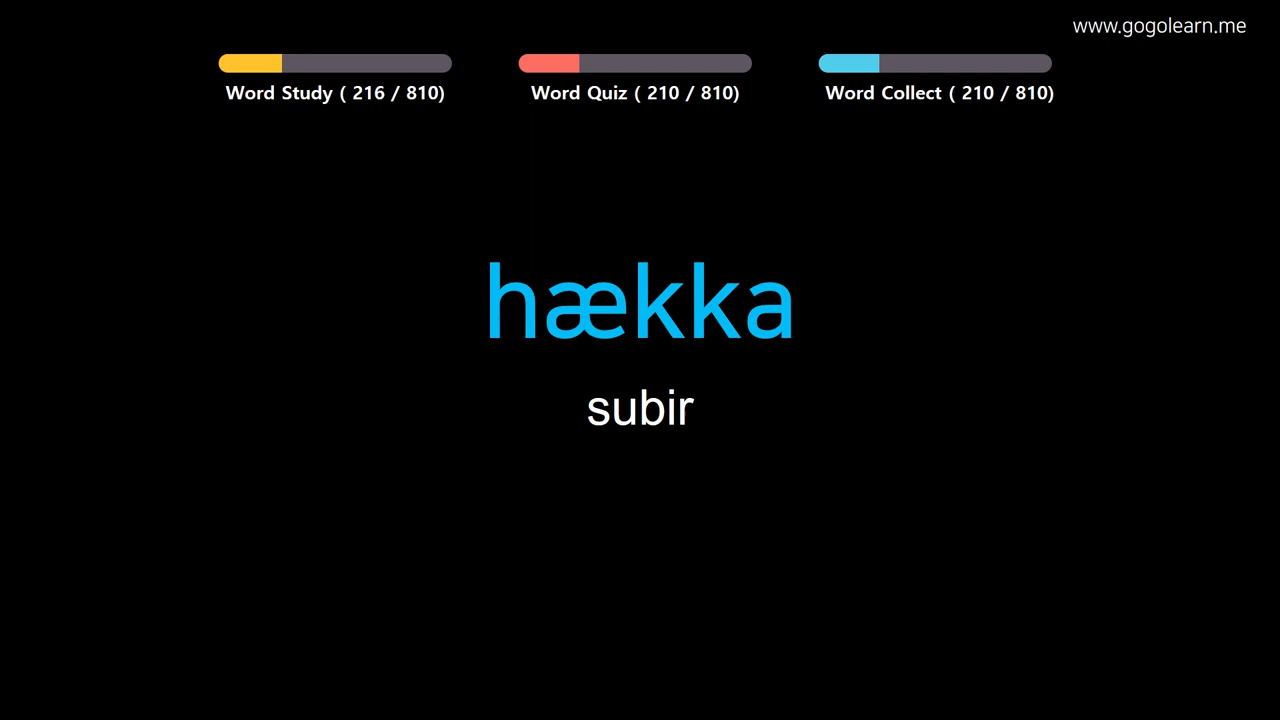 www.gogolearn.me
Word Study ( 216 / 810)
Word Quiz ( 210 / 810)
Word Collect ( 210 / 810)
hækka
subir